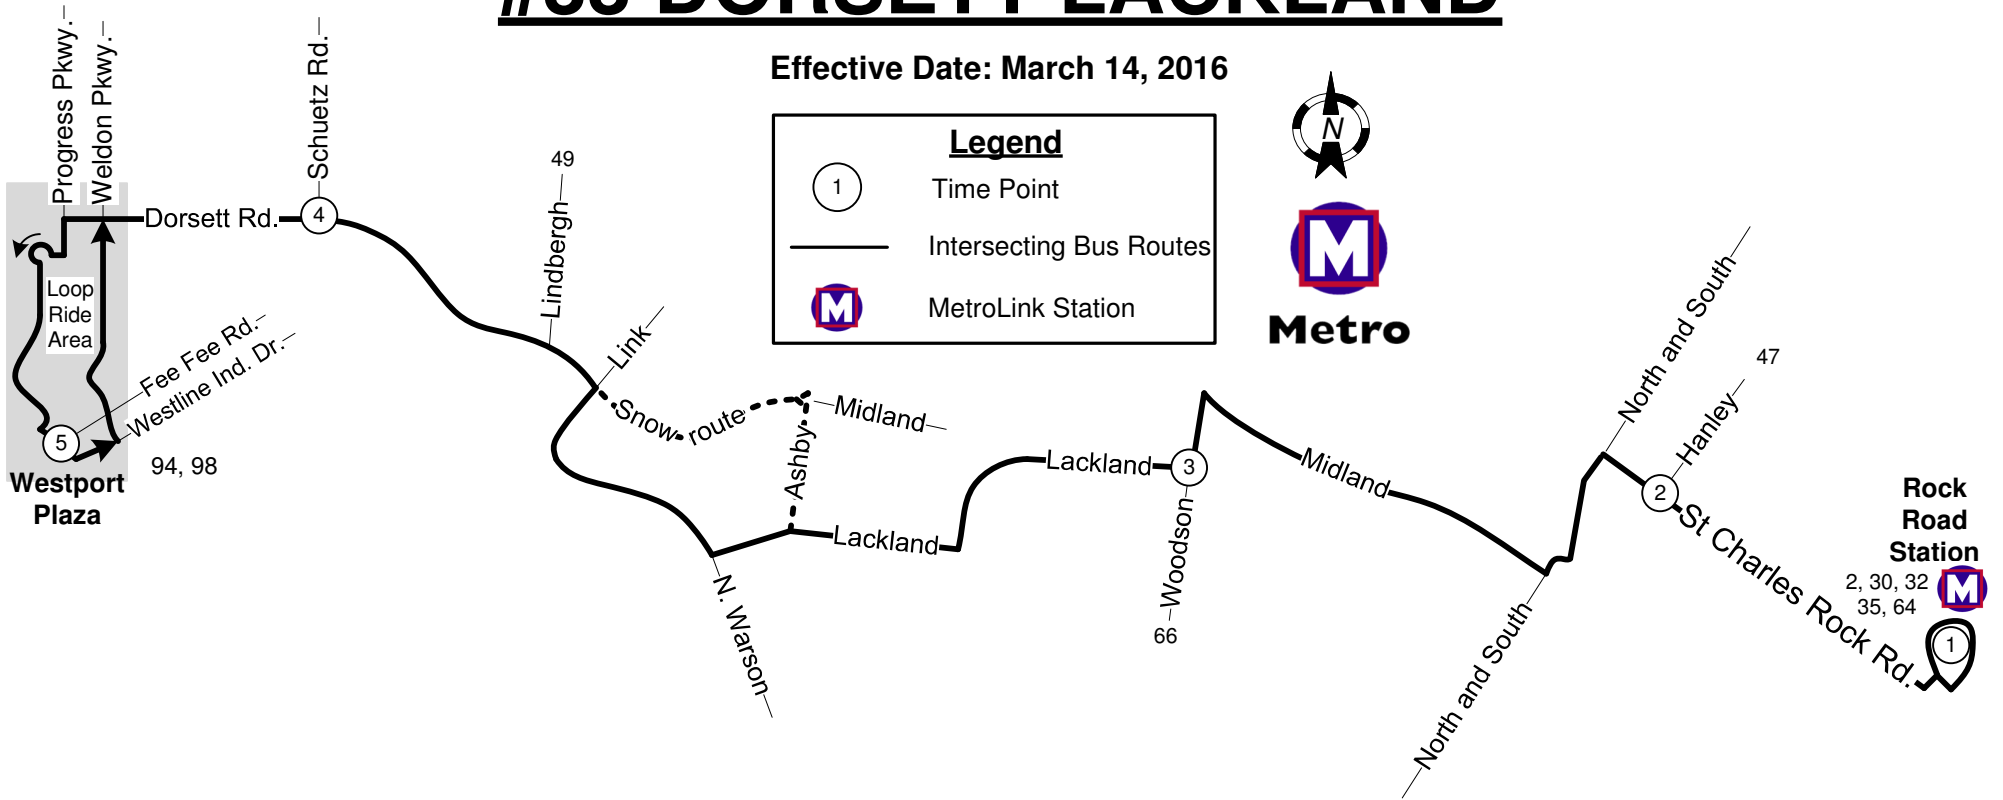 DORSETT LACKLAND
Effective Date: March 14, 2016
Legend
1
Time Point
Intersecting Bus Routes
M
MetroLink Station
N
M
Metro
Progress Pkwy.
Weldon Pkwy.
Schuetz Rd.
Dorsett Rd.
4
49
Lindbergh
Link
Loop
Ride
Area
Fee Fee Rd.
Westline Ind. Dr.
5
94, 98
Westport
Plaza
Snow route
Midland
Ashby
Lackland
N. Warson
Lackland
3
Woodson
66
Midland
North and South
North and South
47
Hanley
2
St Charles Rock Rd.
Rock
Road
Station
2, 30, 32
35, 64
M
1